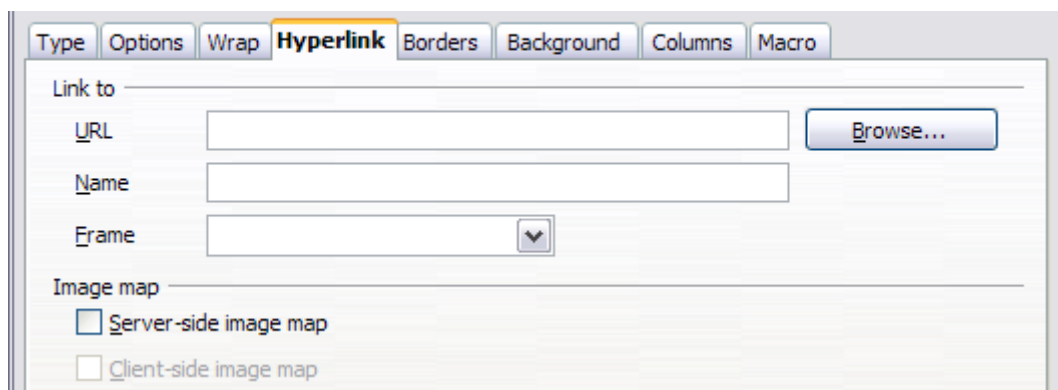 Type Options Wrap Hyperlink Borders Background Columns Macro
Link to
URL Browse...
Name
Frame
Image map
Server-side image map
Client-side image map